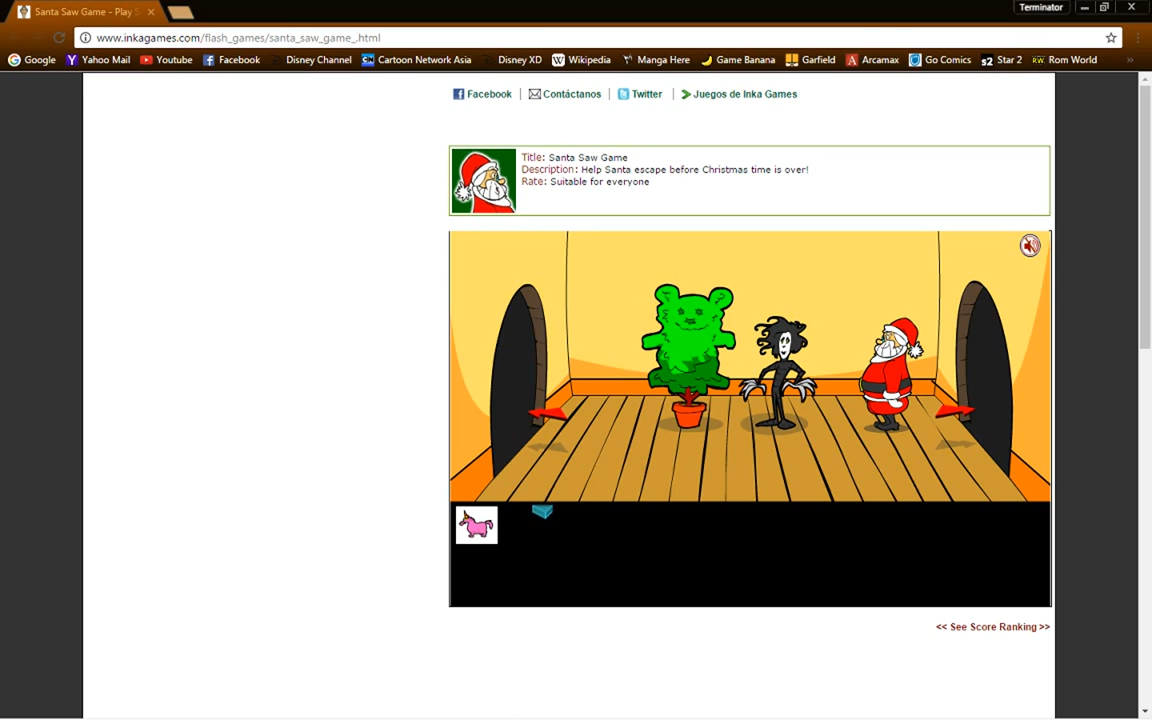 Santa Saw Game - Play S
Terminator
www.inkagames.com/flash_games/santa_saw_game_.html
Google Yahoo Mail Youtube Facebook Disney Channel Cartoon Network Asia Disney XD Wikipedia Manga Here Game Banana Garfield Arcamax Go Comics s2 Star 2 RW. Rom World »
Facebook | Contáctanos | Twitter | Juegos de Inka Games
Title: Santa Saw Game
Description: Help Santa escape before Christmas time is over!
Rate: Suitable for everyone
<< See Score Ranking >>